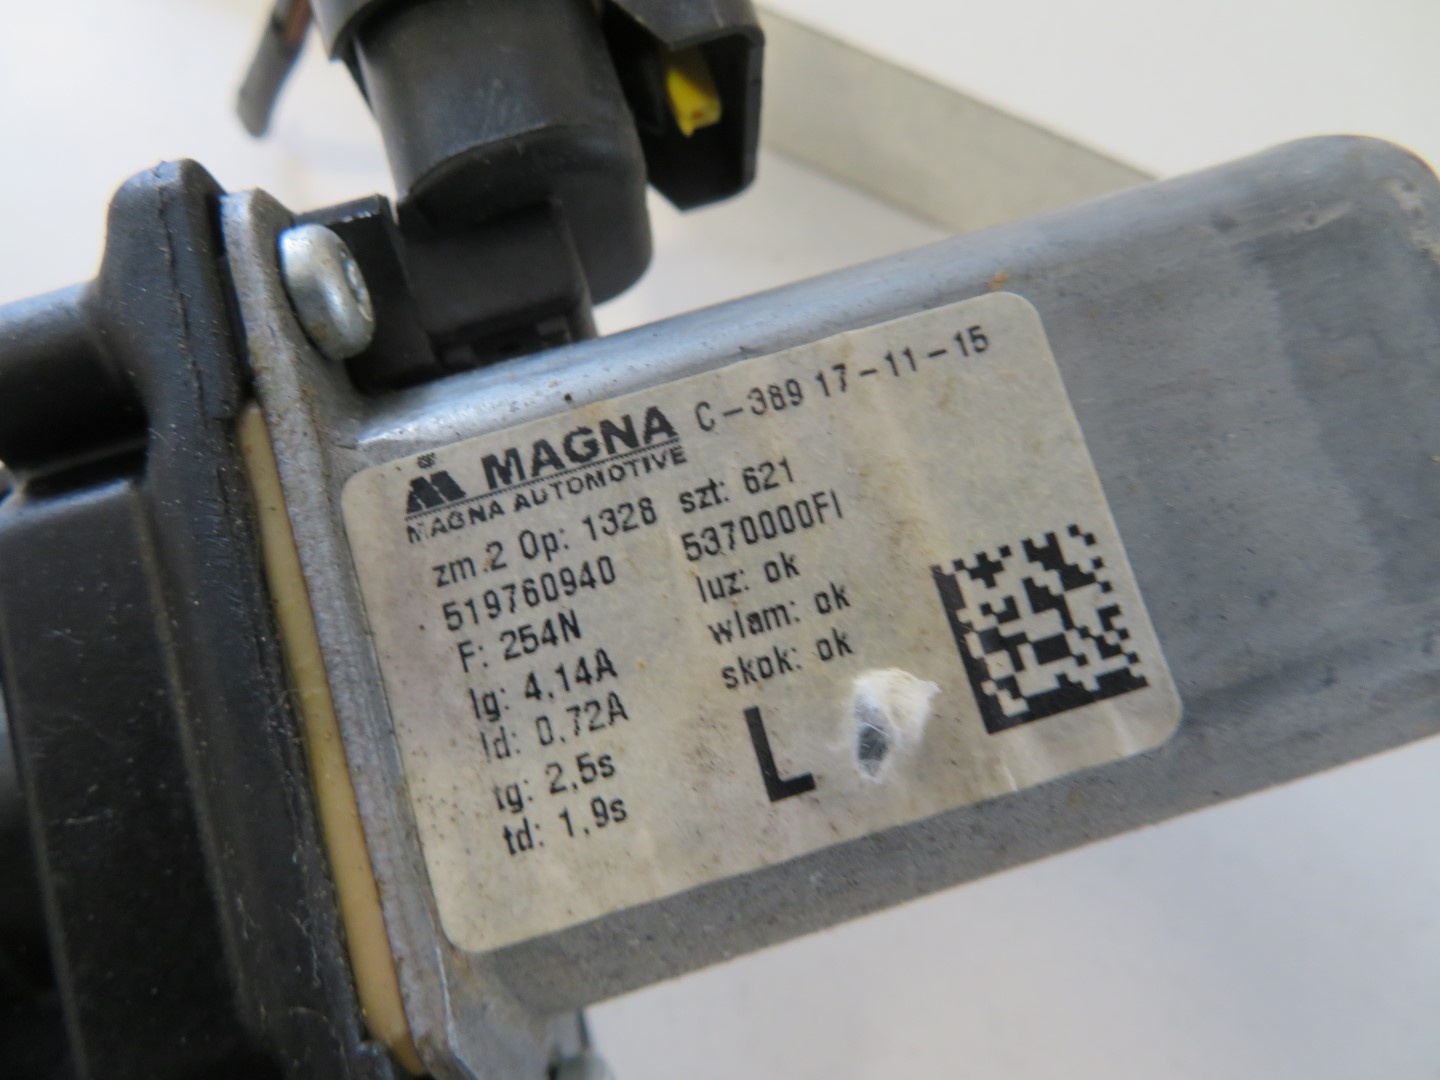 MAGNA C-389 17-11-15
MAGNA AUTOMOTIVE
zm.2 Op: 1328 szt: 621
519760940 5370000FI
F: 254N luz: ok
Ig: 4.14A wlam: ok
Id: 0.72A skok: ok
tg: 2.5s L
td: 1.9s